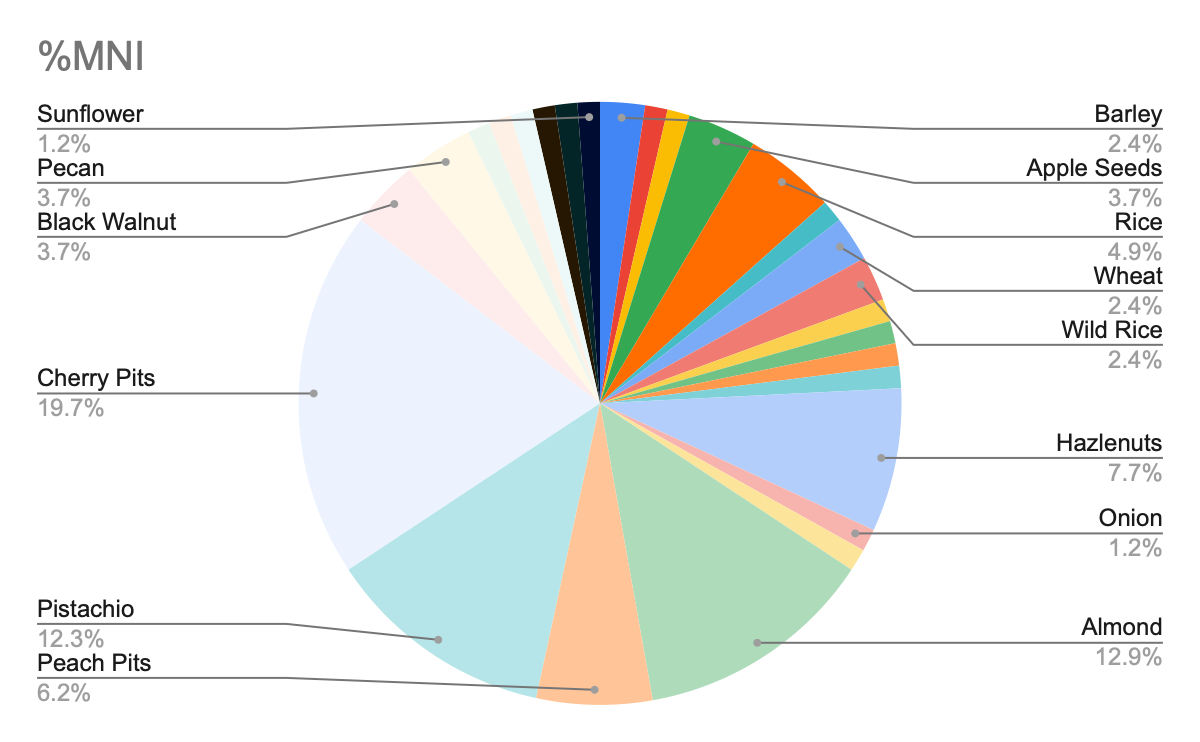 %MNI
Sunflower
1.2%
Pecan
3.7%
Black Walnut
3.7%
Cherry Pits
19.7%
Pistachio
12.3%
Peach Pits
6.2%
Barley
2.4%
Apple Seeds
3.7%
Rice
4.9%
Wheat
2.4%
Wild Rice
2.4%
Hazlenuts
7.7%
Onion
1.2%
Almond
12.9%